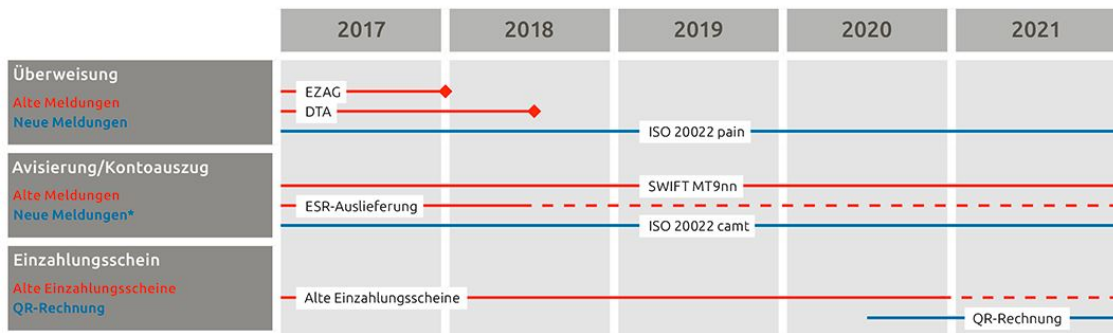 2017 2018 2019 2020 2021
Überweisung
Alte Meldungen
Neue Meldungen
EZAG
DTA
ISO 20022 pain
Avisierung/Kontoauszug
Alte Meldungen
Neue Meldungen*
SWIFT MT9nn
ESR-Auslieferung
ISO 20022 camt
Einzahlungsschein
Alte Einzahlungsscheine
QR-Rechnung
Alte Einzahlungsscheine
QR-Rechnung